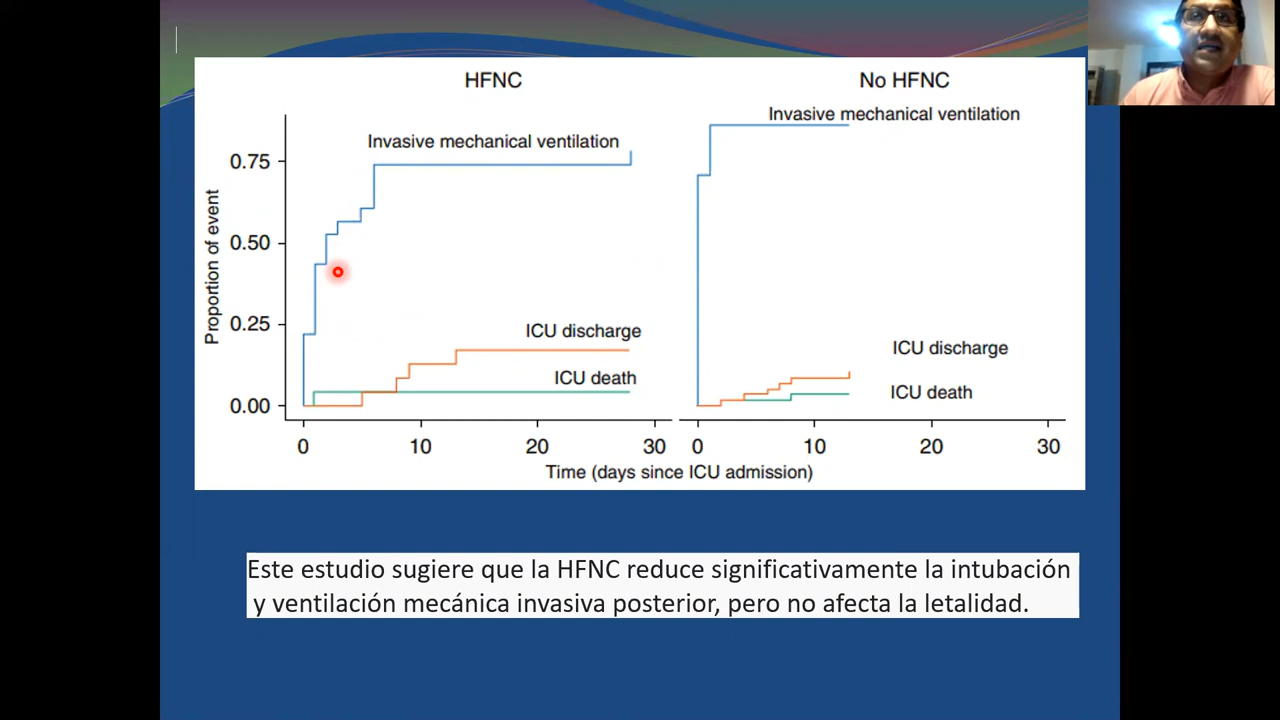 HFNC
No HFNC
Invasive mechanical ventilation
Invasive mechanical ventilation
Proportion of event
0.75
0.50
0.25
0.00
ICU discharge
ICU death
ICU discharge
ICU death
0 10 20 30
0 10 20 30
Time (days since ICU admission)
Este estudio sugiere que la HFNC reduce significativamente la intubación
y ventilación mecánica invasiva posterior, pero no afecta la letalidad.